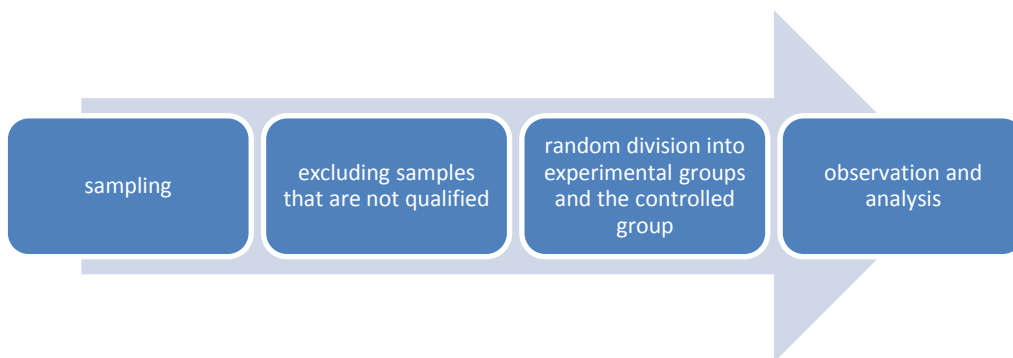 sampling
excluding samples
that are not qualified
random division into
experimental groups
and the controlled
group
observation and
analysis